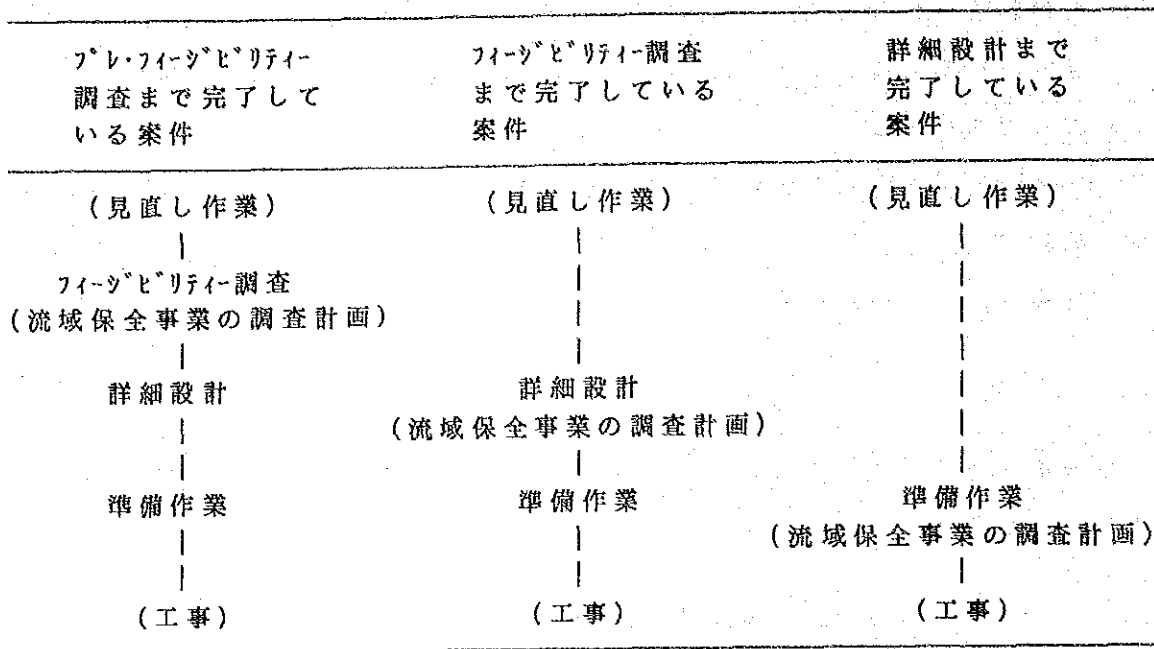 プレ・フィージビリティー 調査まで完了している案件
フィージビリティー調査まで完了している案件
詳細設計まで完了している案件
(見直し作業) (見直し作業) (見直し作業)
フィージビリティー調査
(流域保全事業の調査計画)
詳細設計 詳細設計
(流域保全事業の調査計画)
準備作業 準備作業 準備作業
(流域保全事業の調査計画)
(工事) (工事) (工事)